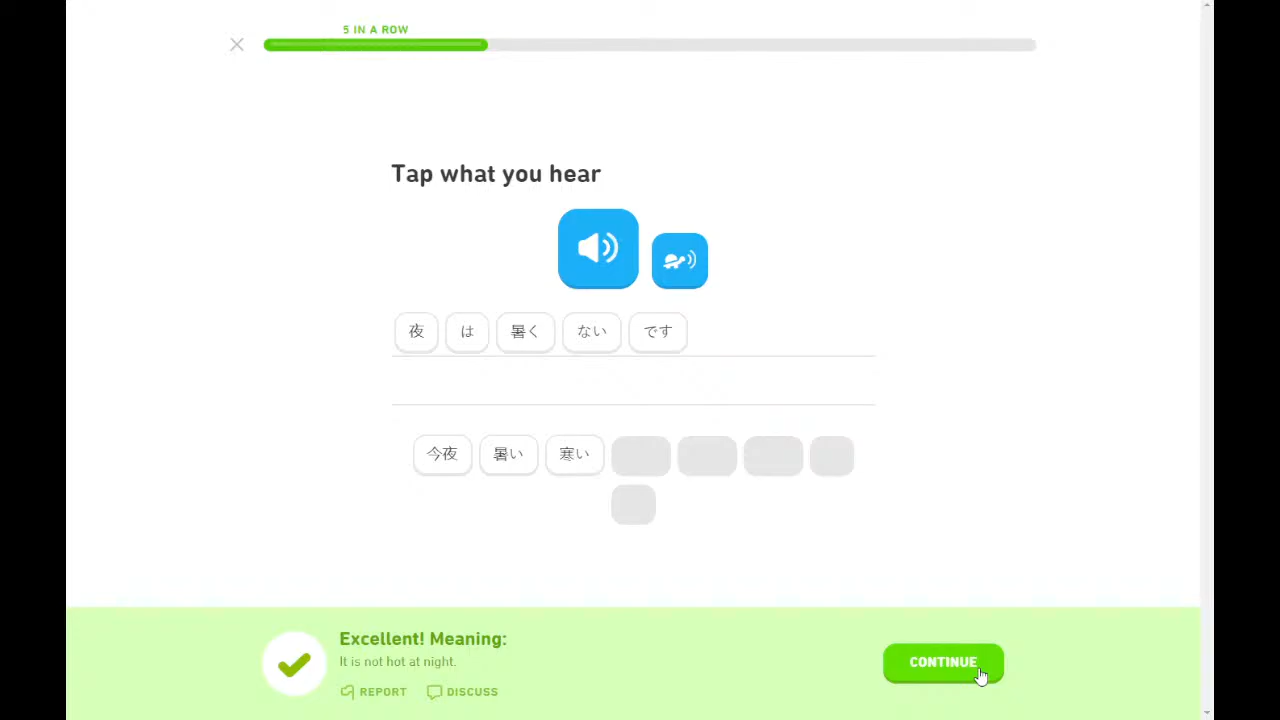 5 IN A ROW
Tap what you hear
夜 は 暑く ない です
今夜 暑い 寒い
Excellent! Meaning:
It is not hot at night.
REPORT DISCUSS
CONTINUE